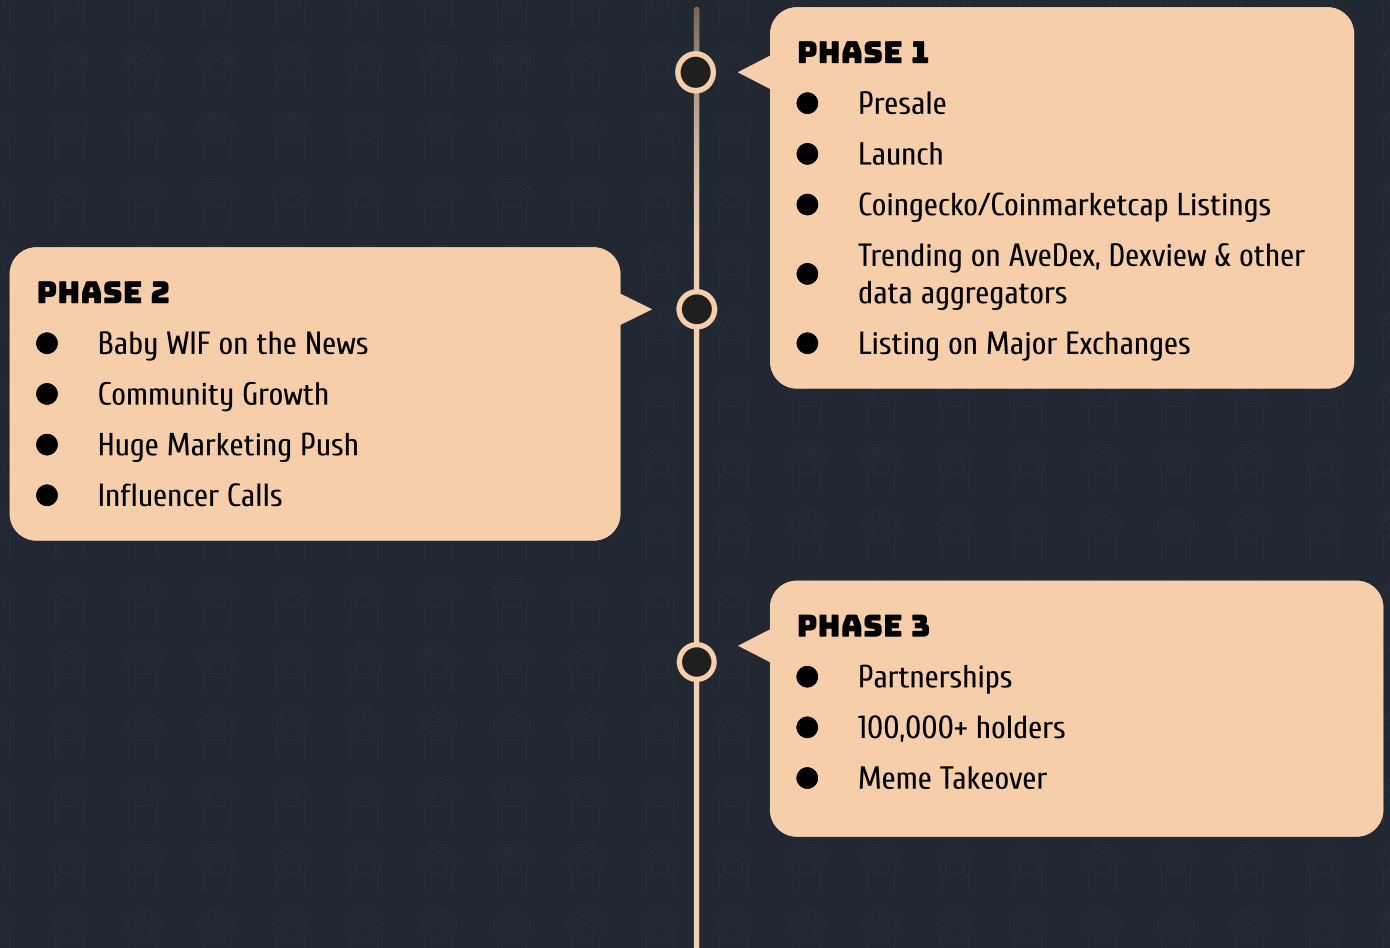 PHASE 1
Presale
Launch
Coingecko/Coinmarketcap Listings
Trending on AveDex, Dexview & other
data aggregators
Listing on Major Exchanges
PHASE 2
Baby WIF on the News
Community Growth
Huge Marketing Push
Influencer Calls
PHASE 3
Partnerships
100,000+ holders
Meme Takeover